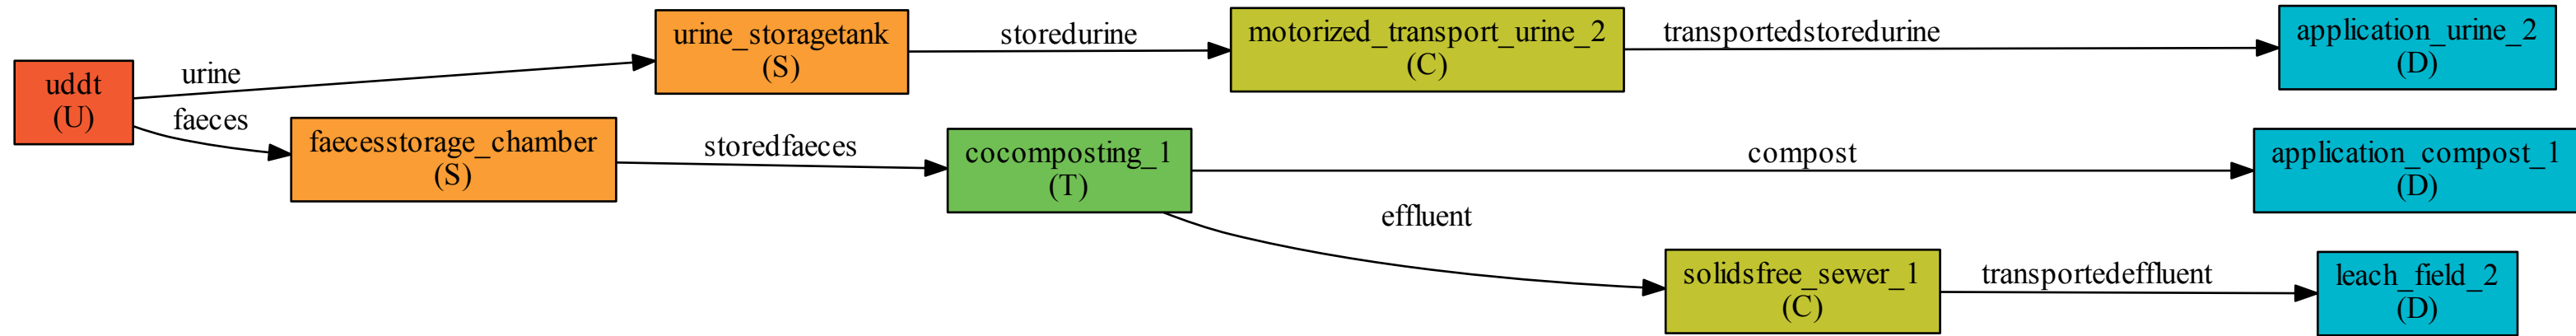 uddt
(U)
urine
faeces
urine_storagetank
(S)
faecesstorage_chamber
(S)
storedurine
storedfaeces
motorized_transport_urine_2
(C)
cocomposting_1
(T)
transportedstoredurine
compost
effluent
solidsfree_sewer_1
(C)
transportedeffluent
application_urine_2
(D)
application_compost_1
(D)
leach_field_2
(D)